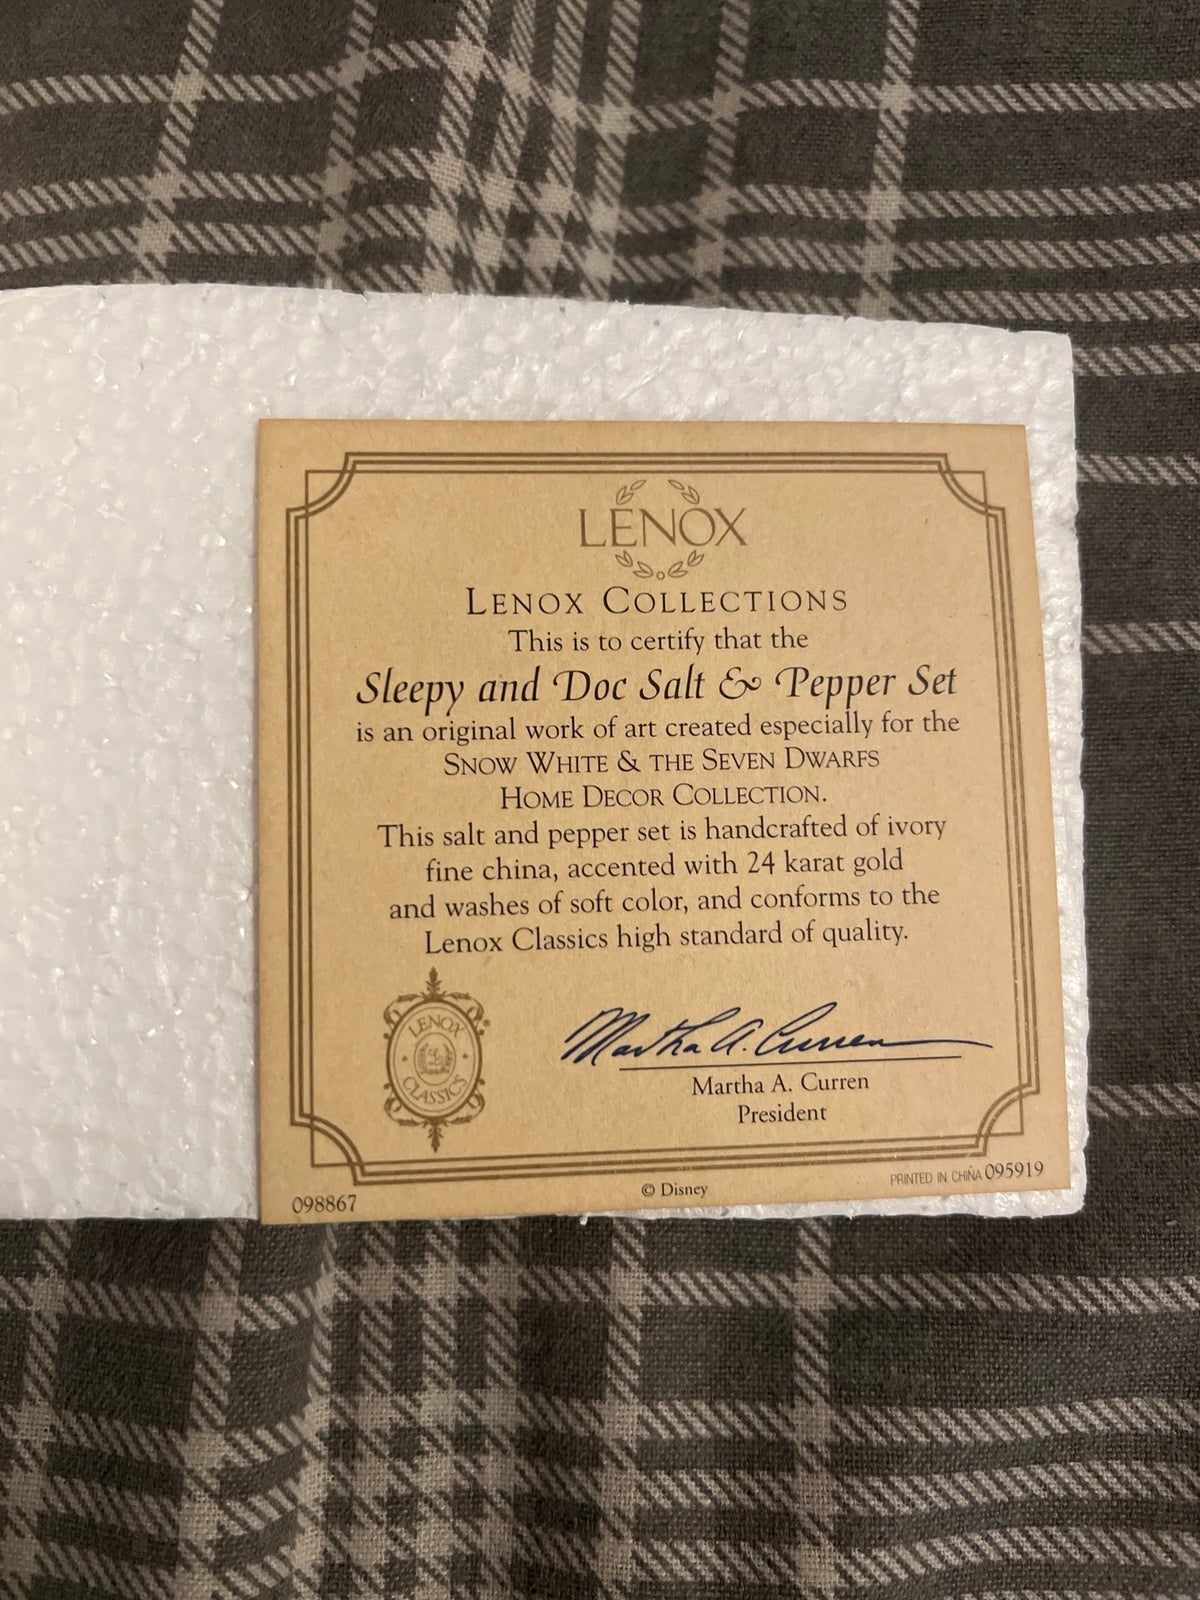 LENOX
LENOX COLLECTIONS
This is to certify that the
Sleepy and Doc Salt & Pepper Set
is an original work of art created especially for the
SNOW WHITE & THE SEVEN DWARFS
HOME DECOR COLLECTION.
This salt and pepper set is handcrafted of ivory
fine china, accented with 24 karat gold
and washes of soft color, and conforms to the
Lenox Classics high standard of quality.
LENOX
CLASSICS
Martha A. Curren
Martha A. Curren
President
098867
© Disney
PRINTED IN CHINA 095919